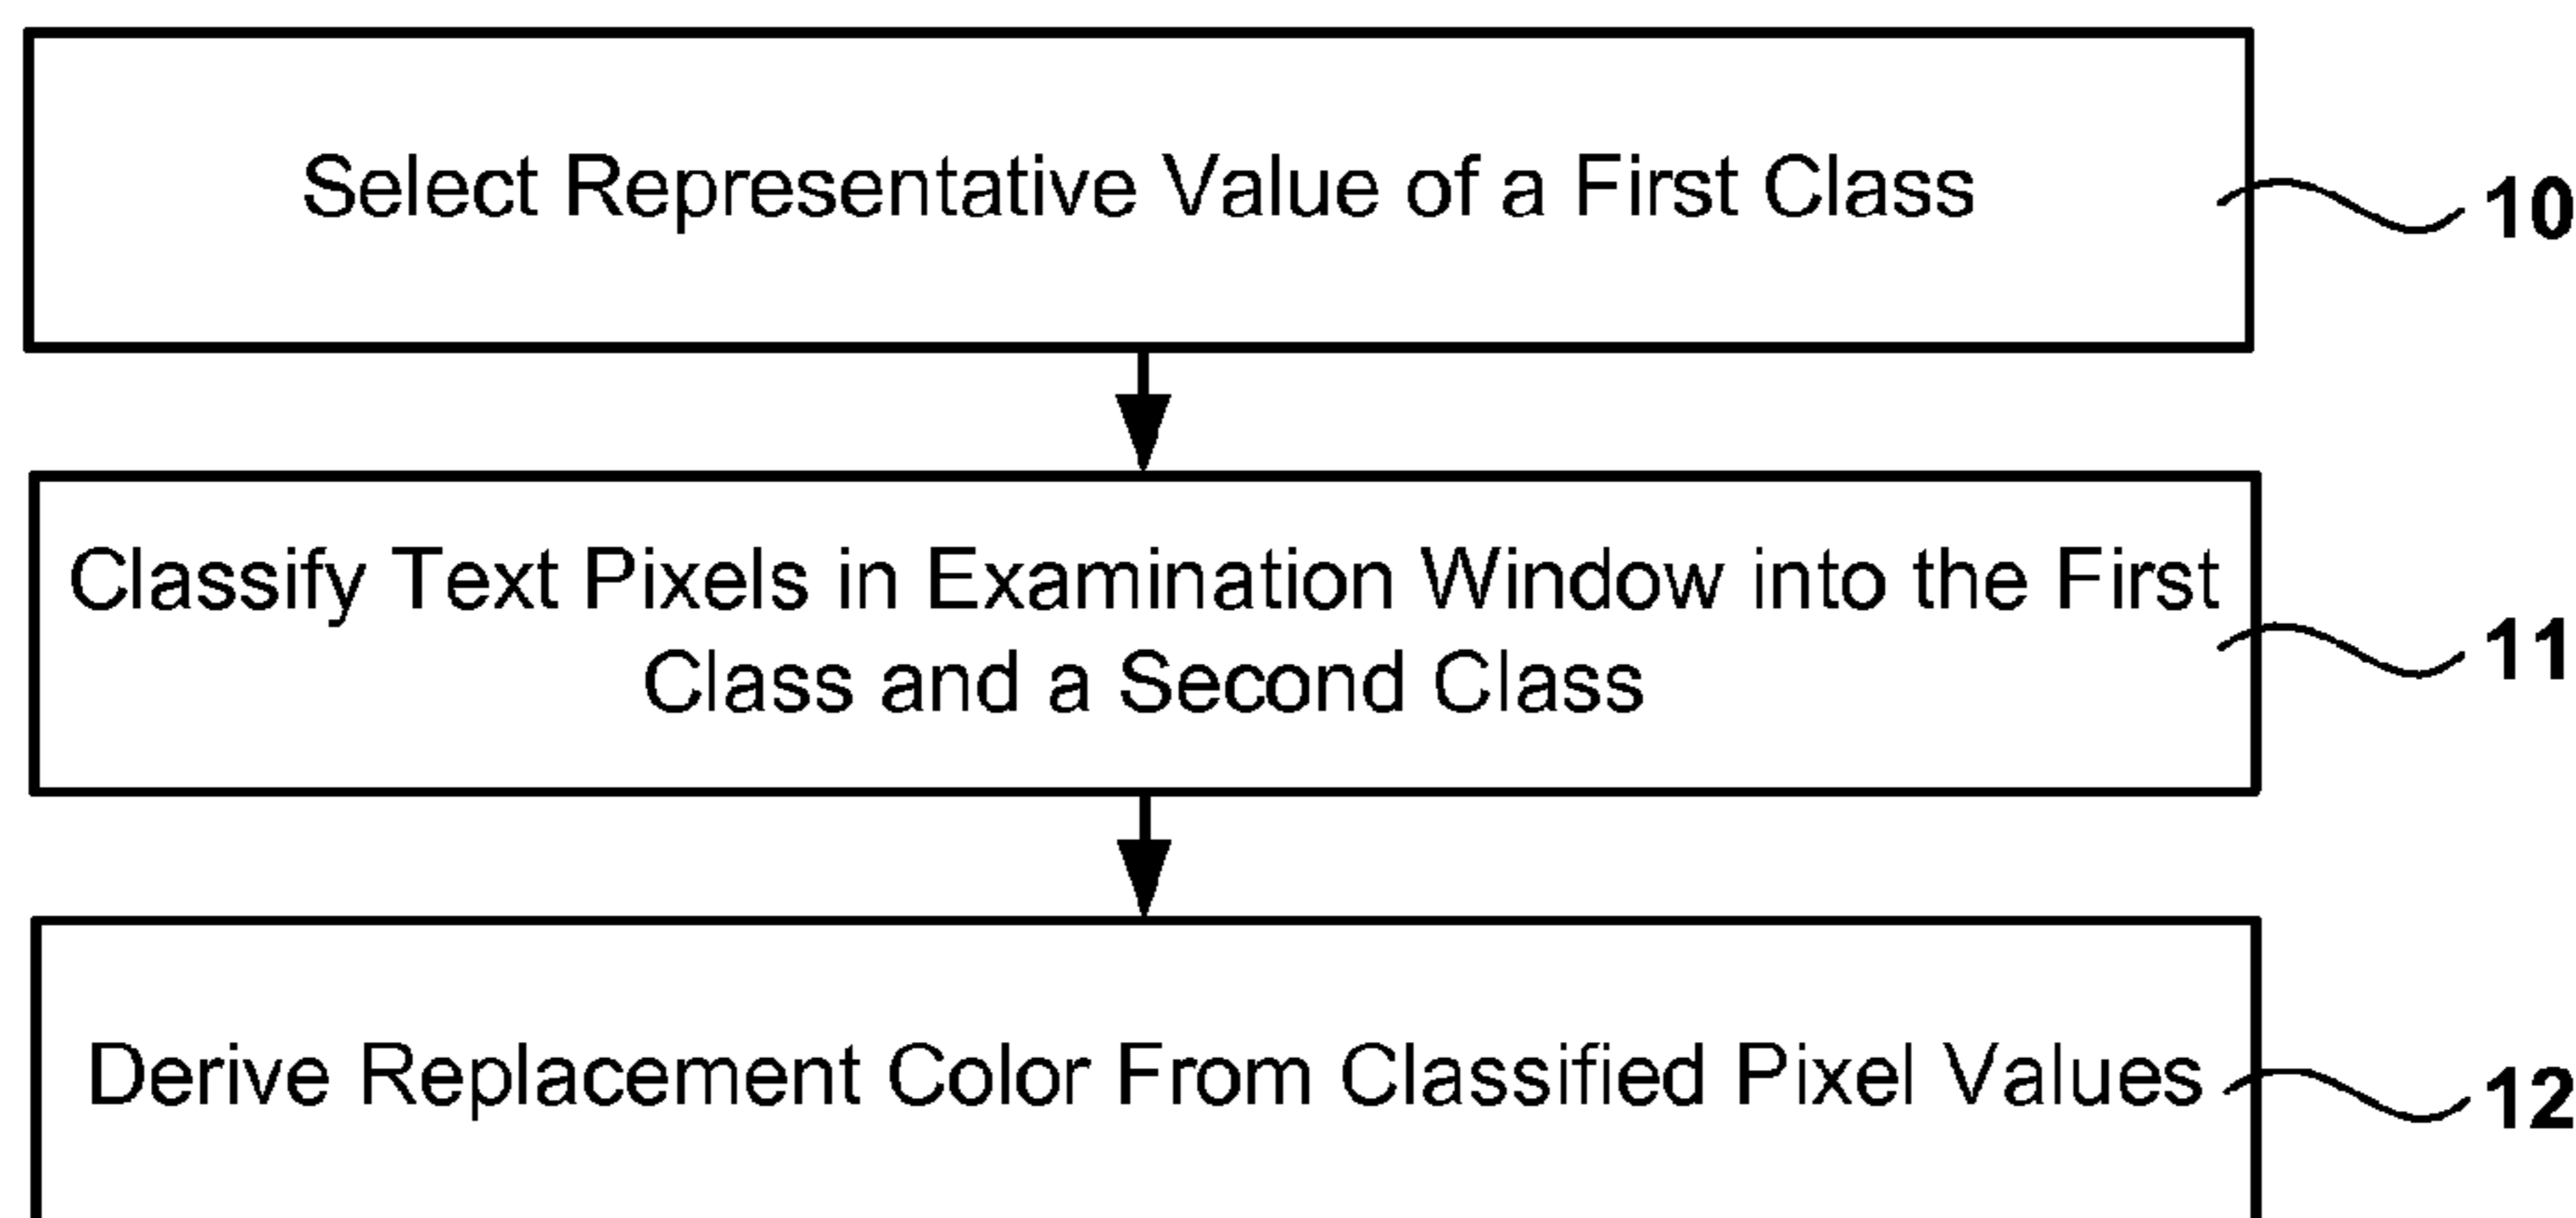 Select Representative Value of a First Class
10
Classify Text Pixels in Examination Window into the First
Class and a Second Class
11
Derive Replacement Color From Classified Pixel Values
12